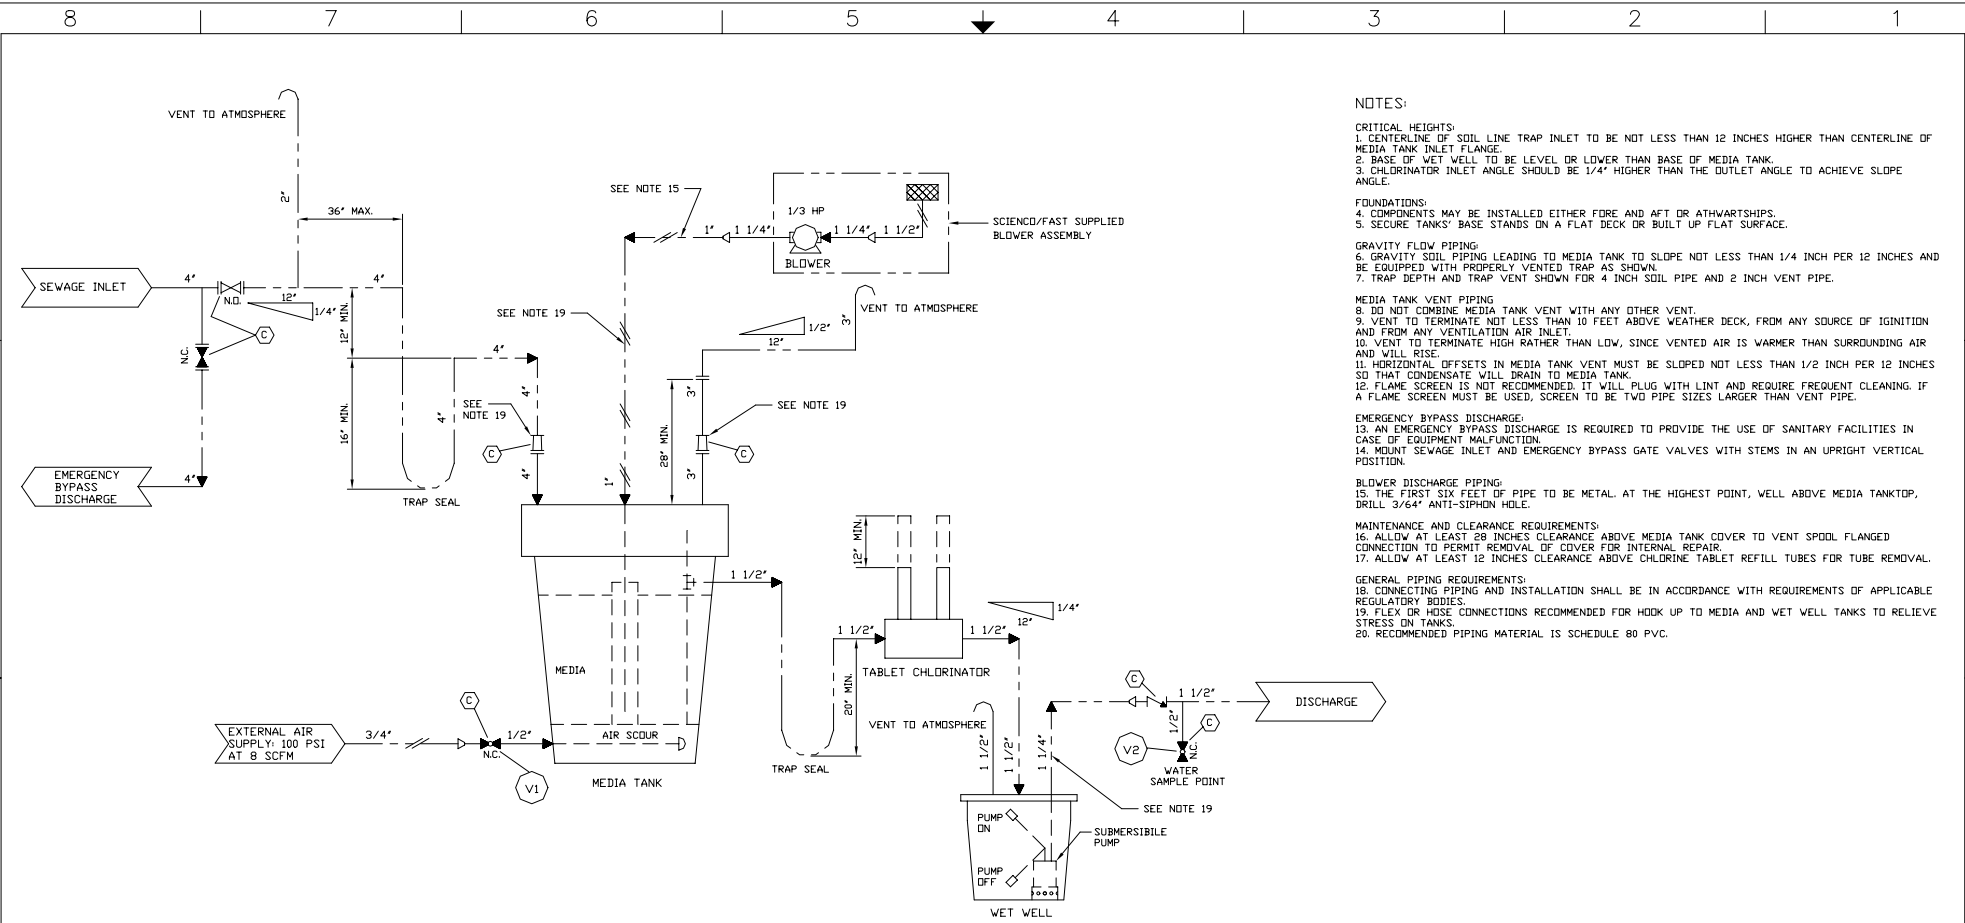 8 7 6 5 4 3 2 1
VENT TO ATMOSPHERE
2"
36" MAX.
SEWAGE INLET
4"
N.O.
12"
1/4"
4"
12" MIN.
C
N.C.
4"
EMERGENCY
BYPASS
DISCHARGE
16" MIN.
4"
TRAP SEAL
4"
4"
SEE
NOTE 19
C
4"
SEE NOTE 15
1"
1 1/4"
1/3 HP
BLOWER
1 1/4"
1 1/2"
SCIENCO/FAST SUPPLIED
BLOWER ASSEMBLY
SEE NOTE 19
1"
VENT TO ATMOSPHERE
3"
1/2"
12"
3"
28" MIN.
SEE NOTE 19
C
3"
MEDIA
AIR SCOUR
MEDIA TANK
EXTERNAL AIR
SUPPLY: 100 PSI
AT 8 SCFM
3/4"
C
N.C.
1/2"
V1
1 1/2"
TRAP SEAL
20" MIN.
1 1/2"
12" MIN.
TABLET CHLORINATOR
1 1/2"
1/4"
12"
VENT TO ATMOSPHERE
1 1/2"
1 1/2"
1 1/4"
C
1 1/2"
DISCHARGE
1/2"
C
V2
N.C.
WATER
SAMPLE POINT
SEE NOTE 19
PUMP
ON
PUMP
OFF
SUBMERSIBILE
PUMP
WET WELL
NOTES:
CRITICAL HEIGHTS:
1. CENTERLINE OF SOIL LINE TRAP INLET TO BE NOT LESS THAN 12 INCHES HIGHER THAN CENTERLINE OF
MEDIA TANK INLET FLANGE.
2. BASE OF WET WELL TO BE LEVEL OR LOWER THAN BASE OF MEDIA TANK.
3. CHLORINATOR INLET ANGLE SHOULD BE 1/4" HIGHER THAN THE OUTLET ANGLE TO ACHIEVE SLOPE
ANGLE.
FOUNDATIONS:
4. COMPONENTS MAY BE INSTALLED EITHER FORE AND AFT OR ATHWARTSHIPS.
5. SECURE TANKS' BASE STANDS ON A FLAT DECK OR BUILT UP FLAT SURFACE.
GRAVITY FLOW PIPING:
6. GRAVITY SOIL PIPING LEADING TO MEDIA TANK TO SLOPE NOT LESS THAN 1/4 INCH PER 12 INCHES AND
BE EQUIPPED WITH PROPERLY VENTED TRAP AS SHOWN.
7. TRAP DEPTH AND TRAP VENT SHOWN FOR 4 INCH SOIL PIPE AND 2 INCH VENT PIPE.
MEDIA TANK VENT PIPING
8. DO NOT COMBINE MEDIA TANK VENT WITH ANY OTHER VENT.
9. VENT TO TERMINATE NOT LESS THAN 10 FEET ABOVE WEATHER DECK, FROM ANY SOURCE OF IGINITION
AND FROM ANY VENTILATION AIR INLET.
10. VENT TO TERMINATE HIGH RATHER THAN LOW, SINCE VENTED AIR IS WARMER THAN SURROUNDING AIR
AND WILL RISE.
11. HORIZONTAL OFFSETS IN MEDIA TANK VENT MUST BE SLOPED NOT LESS THAN 1/2 INCH PER 12 INCHES
SO THAT CONDENSATE WILL DRAIN TO MEDIA TANK.
12. FLAME SCREEN IS NOT RECOMMENDED. IT WILL PLUG WITH LINT AND REQUIRE FREQUENT CLEANING. IF
A FLAME SCREEN MUST BE USED, SCREEN TO BE TWO PIPE SIZES LARGER THAN VENT PIPE.
EMERGENCY BYPASS DISCHARGE:
13. AN EMERGENCY BYPASS DISCHARGE IS REQUIRED TO PROVIDE THE USE OF SANITARY FACILITIES IN
CASE OF EQUIPMENT MALFUNCTION.
14. MOUNT SEWAGE INLET AND EMERGENCY BYPASS GATE VALVES WITH STEMS IN AN UPRIGHT VERTICAL
POSITION.
BLOWER DISCHARGE PIPING:
15. THE FIRST SIX FEET OF PIPE TO BE METAL. AT THE HIGHEST POINT, WELL ABOVE MEDIA TANKTOP,
DRILL 3/64" ANTI-SIPHON HOLE.
MAINTENANCE AND CLEARANCE REQUIREMENTS:
16. ALLOW AT LEAST 28 INCHES CLEARANCE ABOVE MEDIA TANK COVER TO VENT SPOOL FLANGED
CONNECTION TO PERMIT REMOVAL OF COVER FOR INTERNAL REPAIR.
17. ALLOW AT LEAST 12 INCHES CLEARANCE ABOVE CHLORINE TABLET REFILL TUBES FOR TUBE REMOVAL.
GENERAL PIPING REQUIREMENTS:
18. CONNECTING PIPING AND INSTALLATION SHALL BE IN ACCORDANCE WITH REQUIREMENTS OF APPLICABLE
REGULATORY BODIES.
19. FLEX OR HOSE CONNECTIONS RECOMMENDED FOR HOOK UP TO MEDIA AND WET WELL TANKS TO RELIEVE
STRESS ON TANKS.
20. RECOMMENDED PIPING MATERIAL IS SCHEDULE 80 PVC.